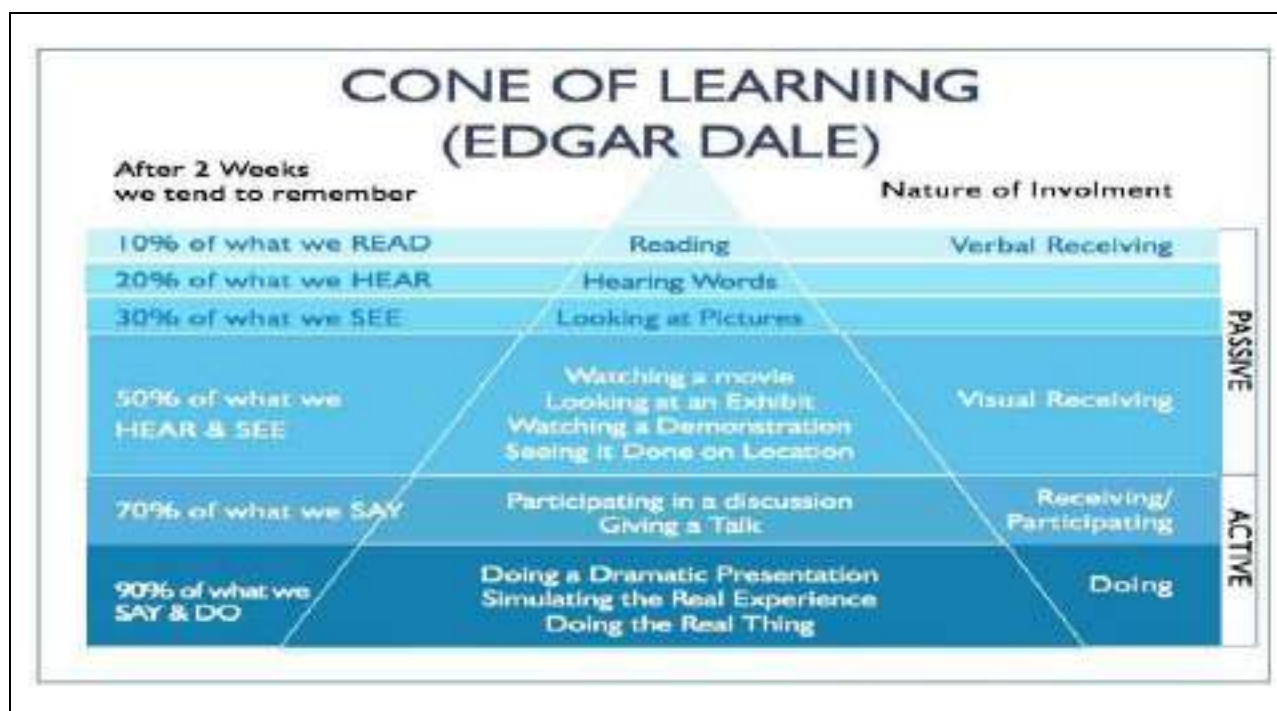 CONE OF LEARNING
(EDGAR DALE)
After 2 Weeks
we tend to remember
Nature of Involment
10% of what we READ
Reading
Verbal Receiving
20% of what we HEAR
Hearing Words
30% of what we SEE
Looking at Pictures
50% of what we
HEAR & SEE
Watching a movie
Looking at an Exhibit
Watching a Demonstration
Seeing it Done on Location
Visual Receiving
PASSIVE
70% of what we SAY
Participating in a discussion
Giving a Talk
Receiving/
Participating
90% of what we
SAY & DO
Doing a Dramatic Presentation
Simulating the Real Experience
Doing the Real Thing
Doing
ACTIVE